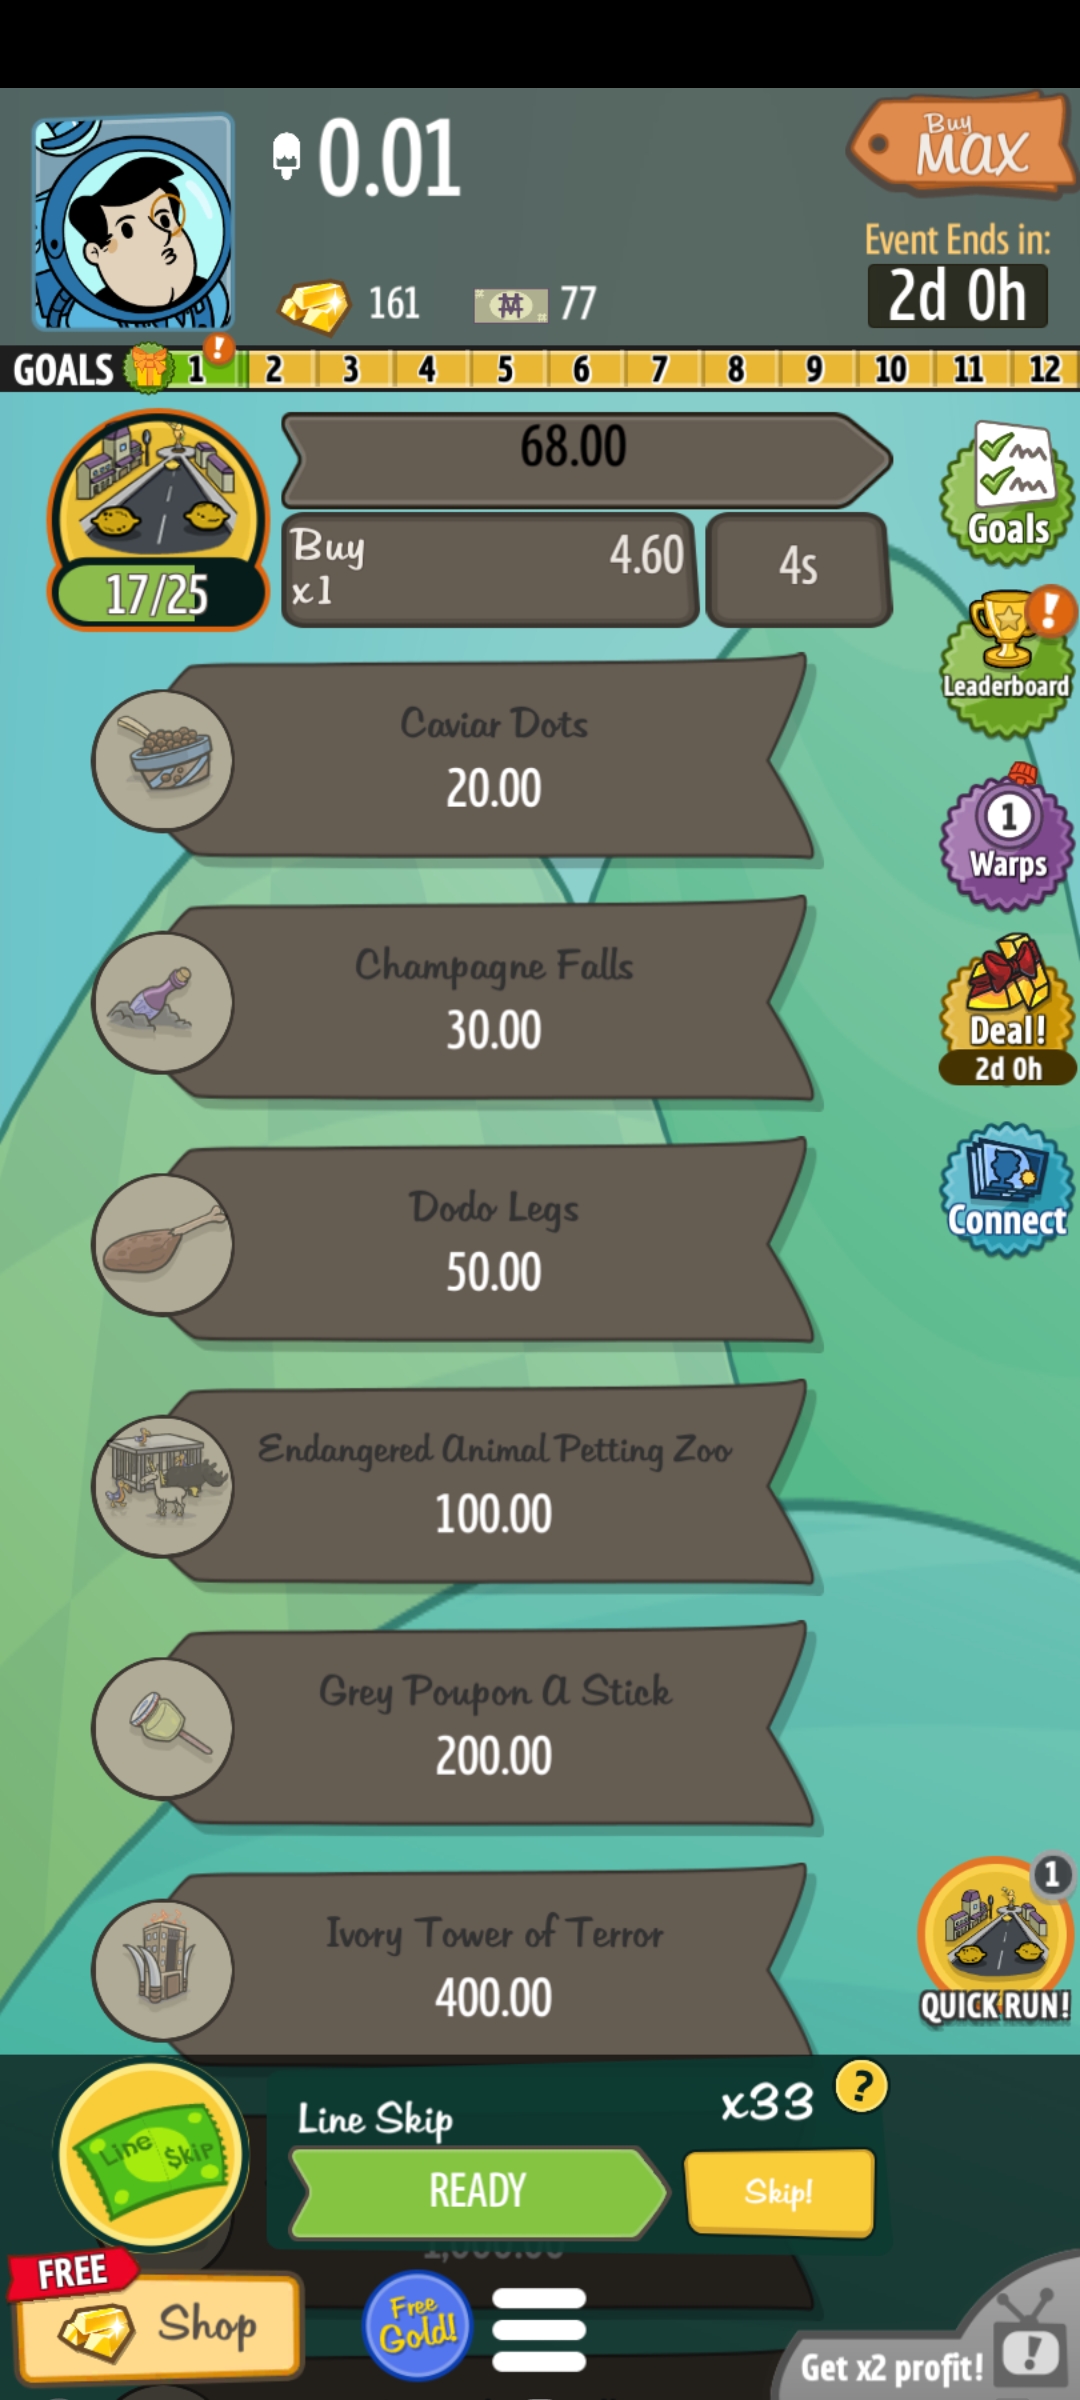 0.01
Buy
MAX
Event Ends in:
2d 0h
161
77
GOALS 1 ! 2 3 4 5 6 7 8 9 10 11 12
68.00
Buy
x1
4.60
4s
17/25
Goals
!
Leaderboard
Caviar Dots
20.00
1
Warps
Champagne Falls
30.00
Deal!
2d 0h
Dodo Legs
50.00
Connect
Endangered Animal Petting Zoo
100.00
Grey Poupon A Stick
200.00
Ivory Tower of Terror
400.00
1
QUICK RUN!
Line Skip
Line $kip
x33
?
READY
Skip!
1,000.00
FREE
Shop
Free
Gold!
Get x2 profit!
!